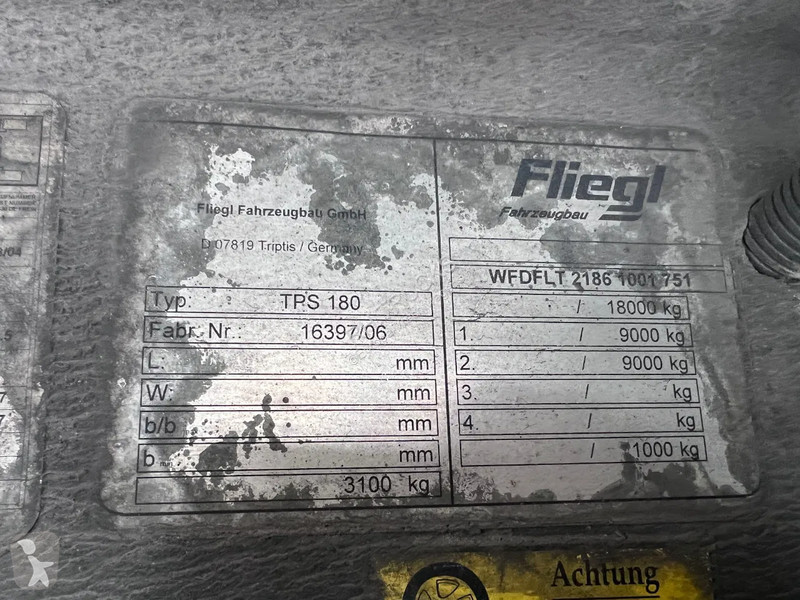 Fliegl Fahrzeugbau GmbH
D 07819 Triptis / Germany
Typ: TPS 180
Fabr. Nr.: 16397/06
L: mm
W: mm
b/b mm
b mm
3100 kg
Fliegl
Fahrzeugbau
WFDFLT 2186 1001 751
/ 18000 kg
1. / 9000 kg
2. / 9000 kg
3. / kg
4. / kg
/ 1000 kg
Achtung